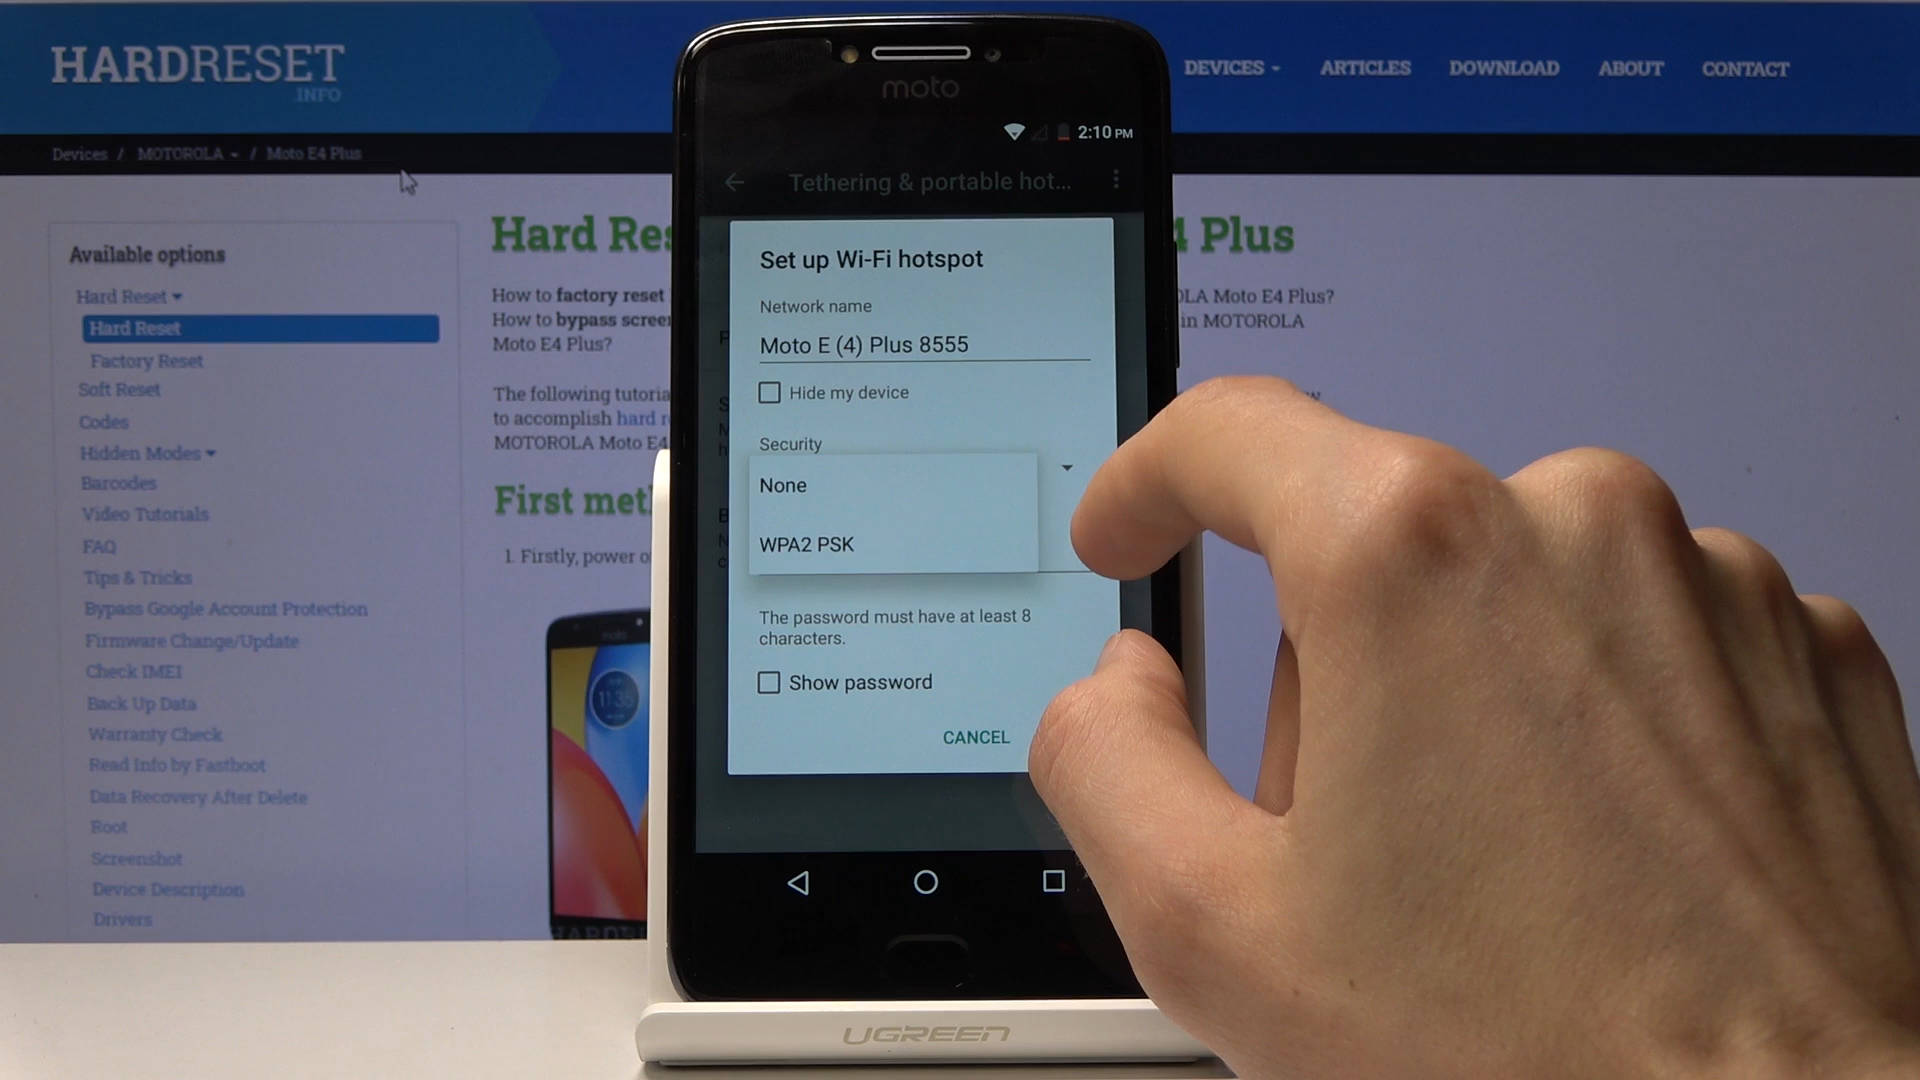 HARDRESET
INFO
DEVICES
ARTICLES
DOWNLOAD
ABOUT
CONTACT
Devices / MOTOROLA / Moto E4 Plus
Available options
Hard Reset
Hard Reset
Factory Reset
Soft Reset
Codes
Hidden Modes
Barcodes
Video Tutorials
FAQ
Tips & Tricks
Bypass Google Account Protection
Firmware Change/Update
Check IMEI
Back Up Data
Warranty Check
Read Info by Fastboot
Data Recovery After Delete
Root
Screenshot
Device Description
Drivers
Hard Res
4 Plus
How to factory reset
OLA Moto E4 Plus?
How to bypass screen
in MOTOROLA
Moto E4 Plus?
The following tutoria
to accomplish hard r
MOTOROLA Moto E4
First met
1. Firstly, power o
moto
2:10 PM
Tethering & portable hot...
Set up Wi-Fi hotspot
Network name
Moto E (4) Plus 8555
Hide my device
Security
None
WPA2 PSK
The password must have at least 8
characters.
Show password
CANCEL
moto
11:35
UGREEN